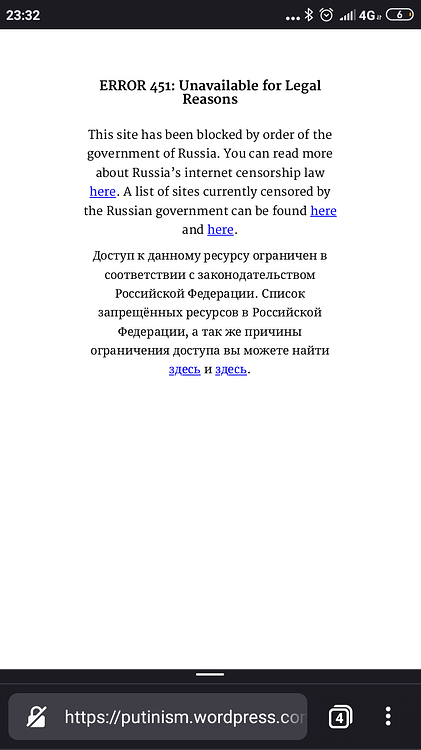 23:32
4G
6
ERROR 451: Unavailable for Legal
Reasons
This site has been blocked by order of the
government of Russia. You can read more
about Russia’s internet censorship law
here. A list of sites currently censored by
the Russian government can be found here
and here.
Доступ к данному ресурсу ограничен в
соответствии с законодательством
Российской Федерации. Список
запрещённых ресурсов в Российской
Федерации, а так же причины
ограничения доступа вы можете найти
здесь и здесь.
https://putinism.wordpress.com
4